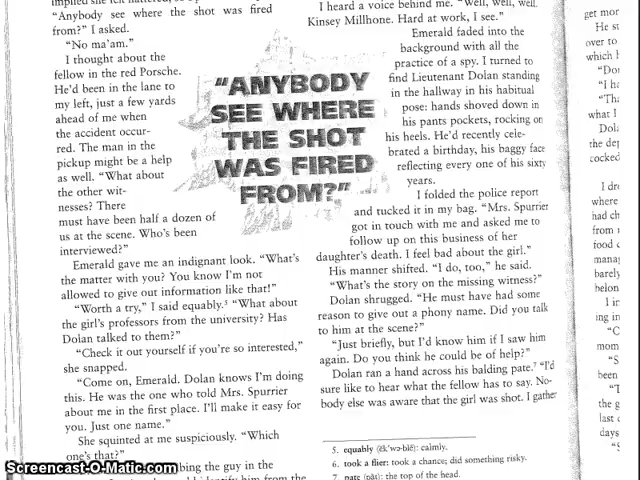 "Anybody see where the shot was fired
from?" I asked.
"No ma'am."
I thought about the
fellow in the red Porsche.
He'd been in the lane to
my left, just a few yards
ahead of me when
the accident occur-
red. The man in the
pickup might be a help
as well. "What about
the other wit-
nesses? There
must have been half a dozen of
us at the scene. Who's been
interviewed?"
Emerald gave me an indignant look. "What's
the matter with you? You know I'm not
allowed to give out information like that!"
"Worth a try," I said equably.5 "What about
the girl's professors from the university? Has
Dolan talked to them?"
"Check it out yourself if you're so interested,"
she snapped.
"Come on, Emerald. Dolan knows I'm doing
this. He was the one who told Mrs. Spurrier
about me in the first place. I'll make it easy for
you. Just one name."
She squinted at me suspiciously. "Which
one's that?"
bing the guy in the
identify him from the
"ANYBODY
SEE WHERE
THE SHOT
WAS FIRED
FROM?"
I heard a voice behind me. "Well, well, well.
Kinsey Millhone. Hard at work, I see."
Emerald faded into the
background with all the
practice of a spy. I turned to
find Lieutenant Dolan standing
in the hallway in his habitual
pose: hands shoved down in
his pants pockets, rocking on
his heels. He'd recently cele-
brated a birthday, his baggy face
reflecting every one of his sixty
years.
I folded the police report
and tucked it in my bag. "Mrs. Spurrier
got in touch with me and asked me to
follow up on this business of her
daughter's death. I feel bad about the girl."
His manner shifted. "I do, too," he said.
"What's the story on the missing witness?"
Dolan shrugged. "He must have had some
reason to give out a phony name. Did you talk
to him at the scene?"
"Just briefly, but I'd know him if I saw him
again. Do you think he could be of help?"
Dolan ran a hand across his balding pate.7 "I'd
sure like to hear what the fellow has to say. No-
body else was aware that the girl was shot. I gather
5. equably (ĕk'wə-blē): calmly.
6. took a flier: took a chance; did something risky.
7. pate (pāt): the top of the head.
get mor
He st
over to
which h
"I ha
what I
Dola
the dep
cocked
I dr
where
had ch
from
food
mana
barely
belon
I
ing in
mom
been
the g
last
days
Screencast-O-Matic.com